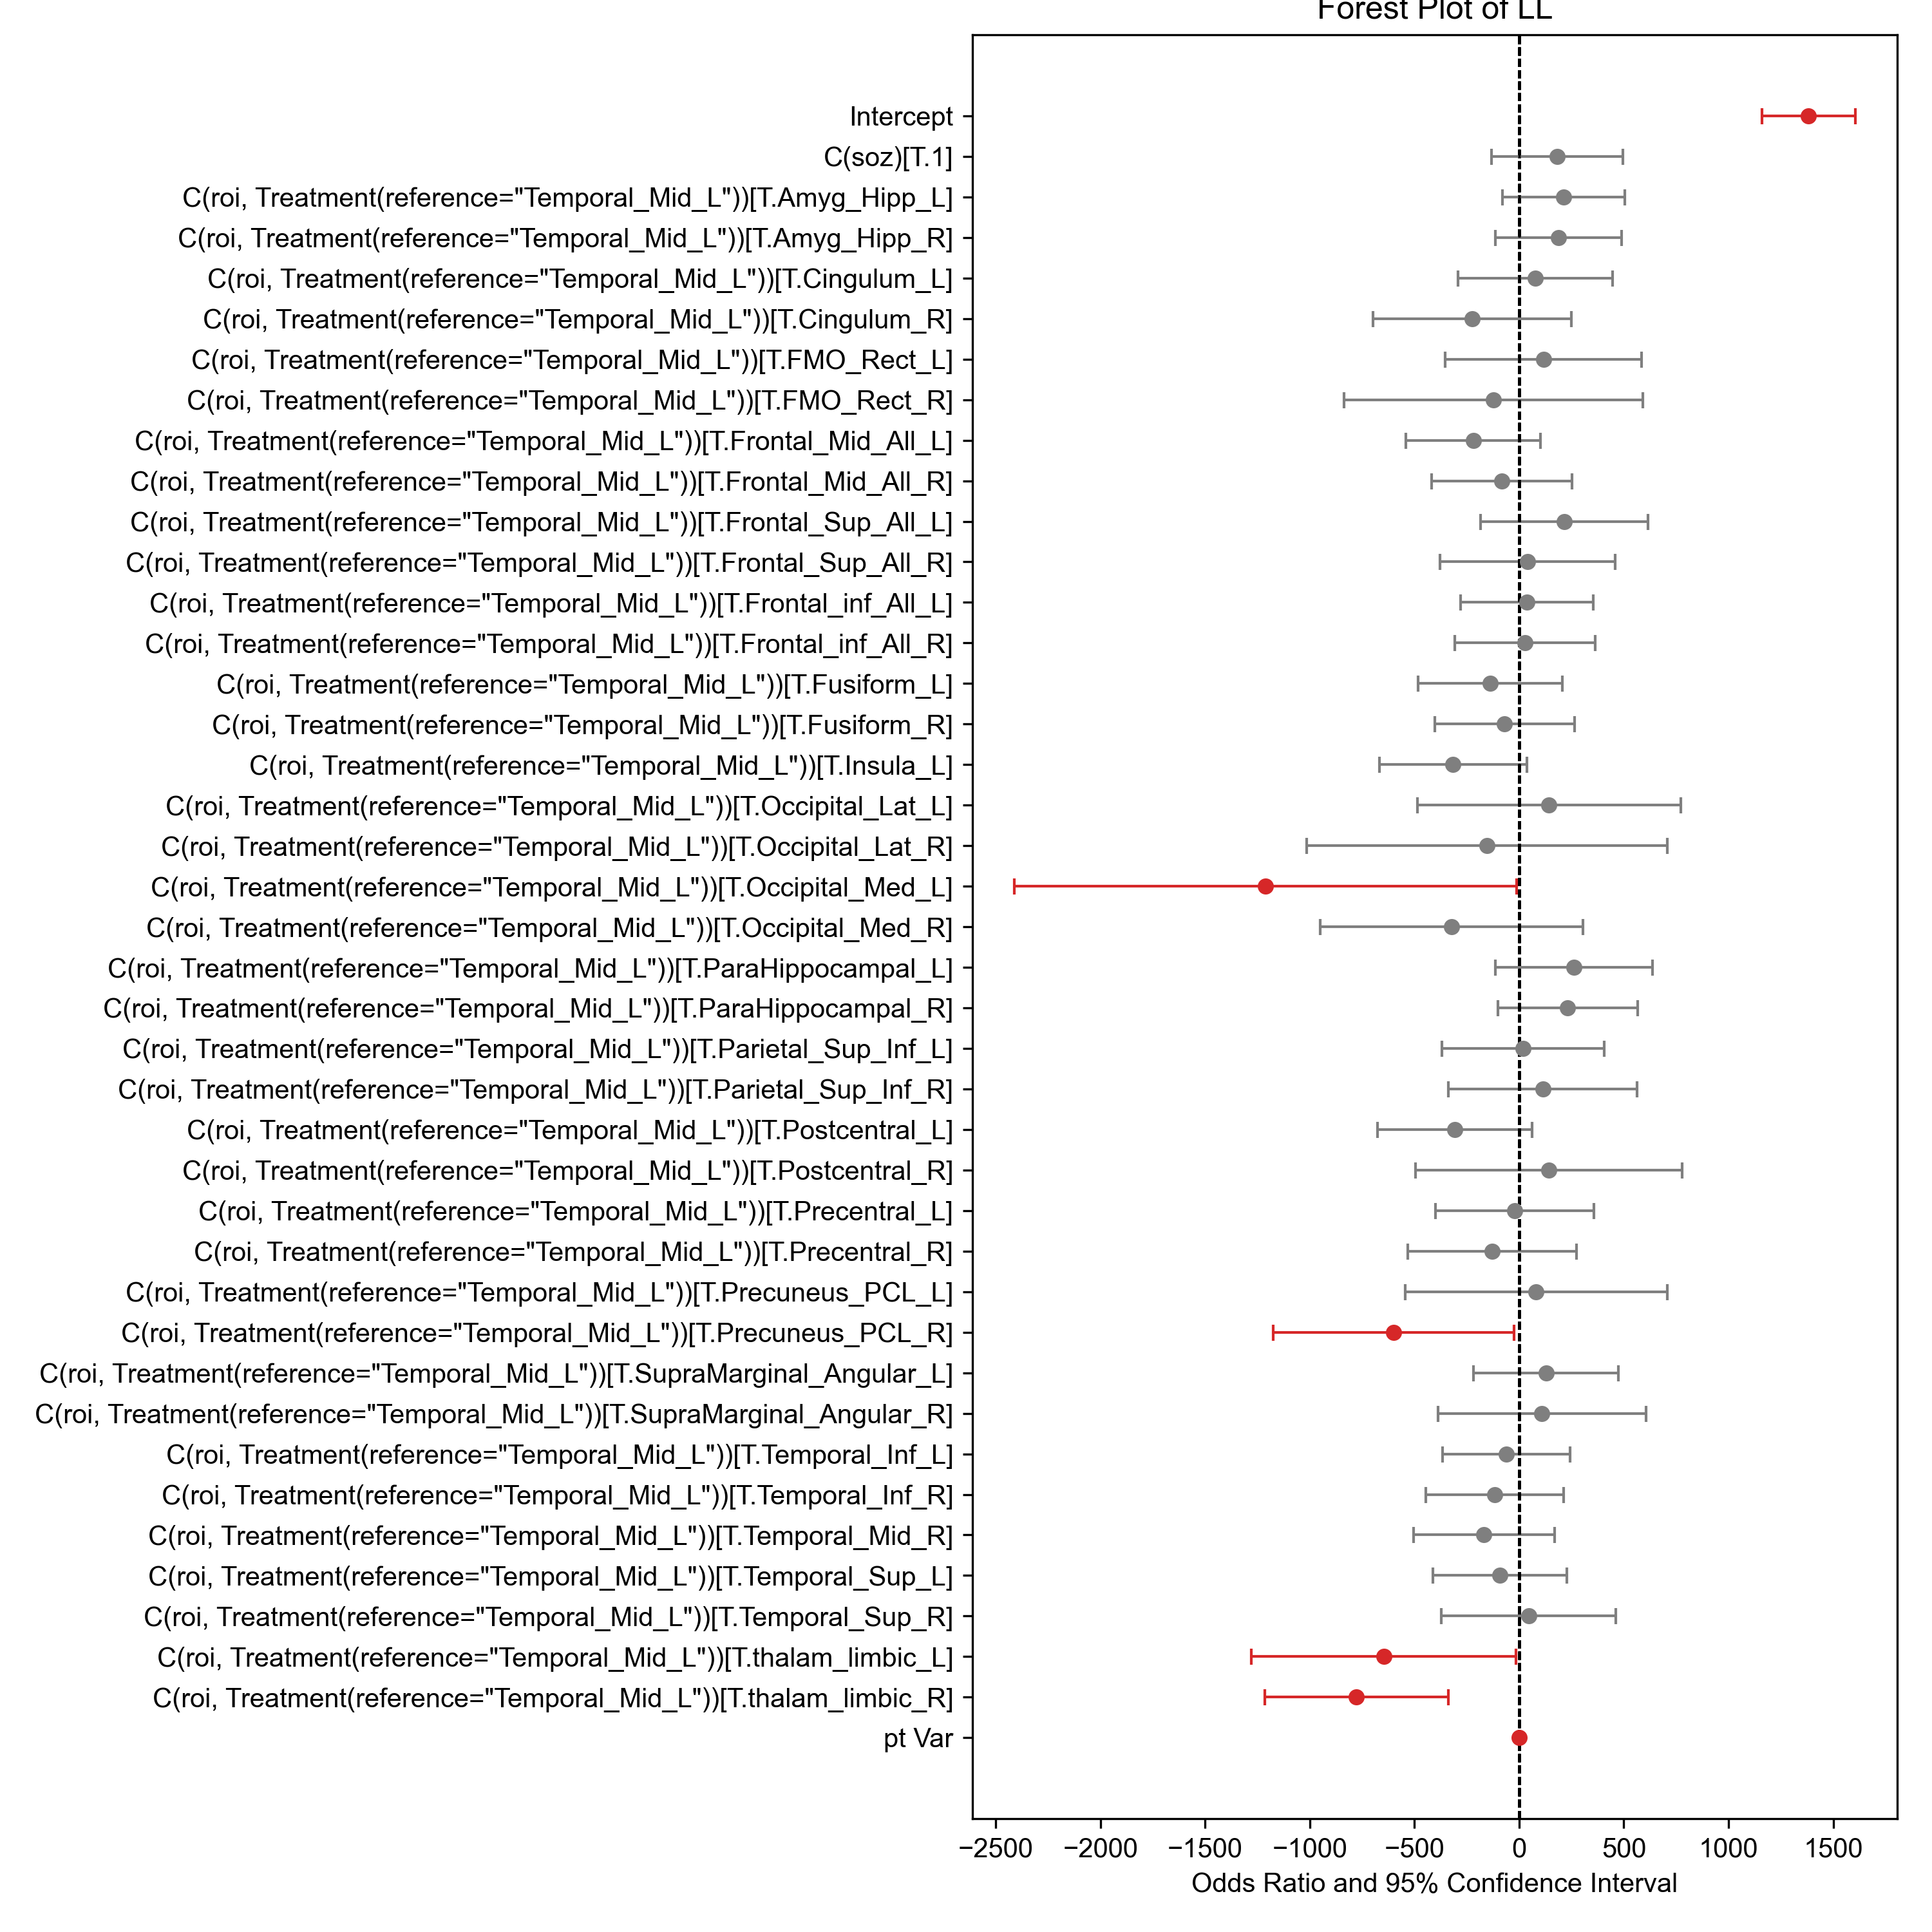 Forest Plot of LL
Intercept
C(soz)[T.1]
C(roi, Treatment(reference="Temporal_Mid_L"))[T.Amyg_Hipp_L]
C(roi, Treatment(reference="Temporal_Mid_L"))[T.Amyg_Hipp_R]
C(roi, Treatment(reference="Temporal_Mid_L"))[T.Cingulum_L]
C(roi, Treatment(reference="Temporal_Mid_L"))[T.Cingulum_R]
C(roi, Treatment(reference="Temporal_Mid_L"))[T.FMO_Rect_L]
C(roi, Treatment(reference="Temporal_Mid_L"))[T.FMO_Rect_R]
C(roi, Treatment(reference="Temporal_Mid_L"))[T.Frontal_Mid_All_L]
C(roi, Treatment(reference="Temporal_Mid_L"))[T.Frontal_Mid_All_R]
C(roi, Treatment(reference="Temporal_Mid_L"))[T.Frontal_Sup_All_L]
C(roi, Treatment(reference="Temporal_Mid_L"))[T.Frontal_Sup_All_R]
C(roi, Treatment(reference="Temporal_Mid_L"))[T.Frontal_inf_All_L]
C(roi, Treatment(reference="Temporal_Mid_L"))[T.Frontal_inf_All_R]
C(roi, Treatment(reference="Temporal_Mid_L"))[T.Fusiform_L]
C(roi, Treatment(reference="Temporal_Mid_L"))[T.Fusiform_R]
C(roi, Treatment(reference="Temporal_Mid_L"))[T.Insula_L]
C(roi, Treatment(reference="Temporal_Mid_L"))[T.Occipital_Lat_L]
C(roi, Treatment(reference="Temporal_Mid_L"))[T.Occipital_Lat_R]
C(roi, Treatment(reference="Temporal_Mid_L"))[T.Occipital_Med_L]
C(roi, Treatment(reference="Temporal_Mid_L"))[T.Occipital_Med_R]
C(roi, Treatment(reference="Temporal_Mid_L"))[T.ParaHippocampal_L]
C(roi, Treatment(reference="Temporal_Mid_L"))[T.ParaHippocampal_R]
C(roi, Treatment(reference="Temporal_Mid_L"))[T.Parietal_Sup_Inf_L]
C(roi, Treatment(reference="Temporal_Mid_L"))[T.Parietal_Sup_Inf_R]
C(roi, Treatment(reference="Temporal_Mid_L"))[T.Postcentral_L]
C(roi, Treatment(reference="Temporal_Mid_L"))[T.Postcentral_R]
C(roi, Treatment(reference="Temporal_Mid_L"))[T.Precentral_L]
C(roi, Treatment(reference="Temporal_Mid_L"))[T.Precentral_R]
C(roi, Treatment(reference="Temporal_Mid_L"))[T.Precuneus_PCL_L]
C(roi, Treatment(reference="Temporal_Mid_L"))[T.Precuneus_PCL_R]
C(roi, Treatment(reference="Temporal_Mid_L"))[T.SupraMarginal_Angular_L]
C(roi, Treatment(reference="Temporal_Mid_L"))[T.SupraMarginal_Angular_R]
C(roi, Treatment(reference="Temporal_Mid_L"))[T.Temporal_Inf_L]
C(roi, Treatment(reference="Temporal_Mid_L"))[T.Temporal_Inf_R]
C(roi, Treatment(reference="Temporal_Mid_L"))[T.Temporal_Mid_R]
C(roi, Treatment(reference="Temporal_Mid_L"))[T.Temporal_Sup_L]
C(roi, Treatment(reference="Temporal_Mid_L"))[T.Temporal_Sup_R]
C(roi, Treatment(reference="Temporal_Mid_L"))[T.thalam_limbic_L]
C(roi, Treatment(reference="Temporal_Mid_L"))[T.thalam_limbic_R]
pt Var
−2500 −2000 −1500 −1000 −500 0 500 1000 1500
Odds Ratio and 95% Confidence Interval